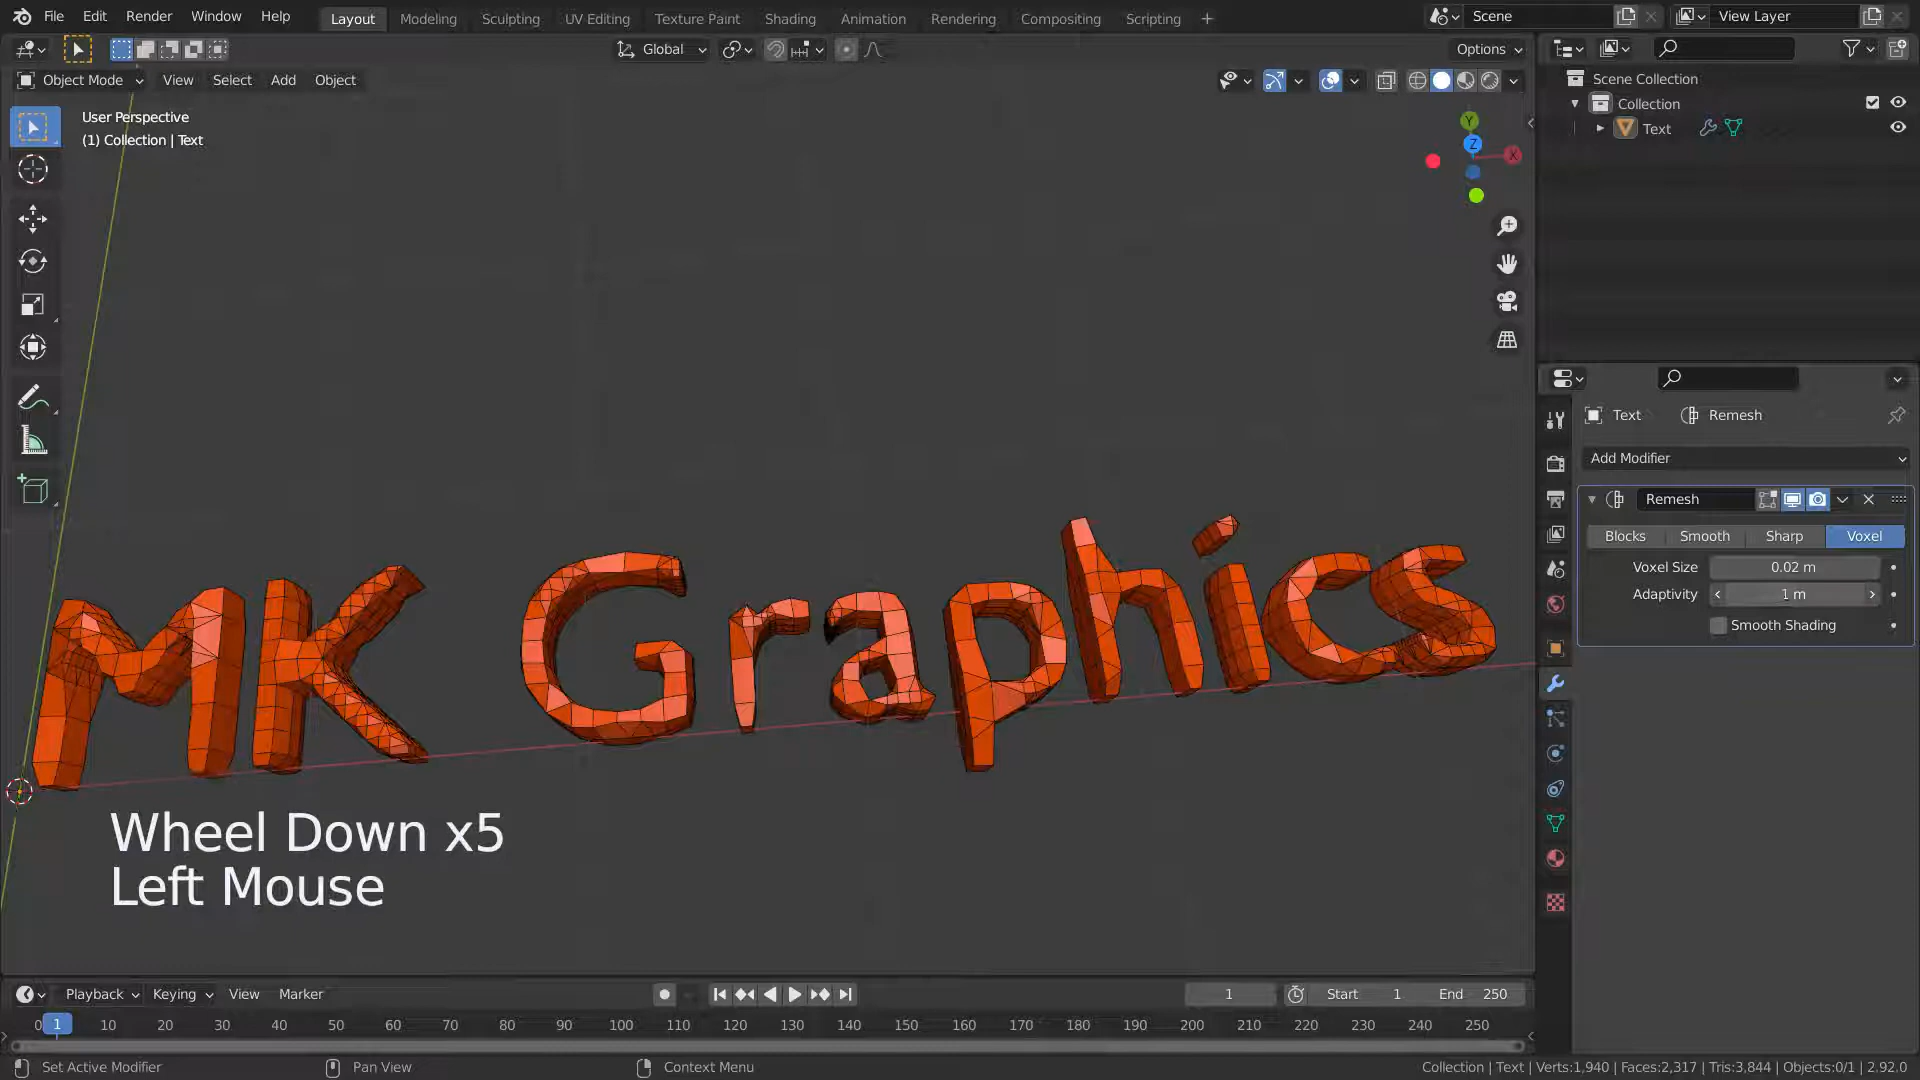 File Edit Render Window Help Layout Modeling Sculpting UV Editing Texture Paint Shading Animation Rendering Compositing Scripting + Scene View Layer
Global Options
Object Mode View Select Add Object
User Perspective
(1) Collection | Text
Y
Z
X
Scene Collection
Collection
Text
Text Remesh
Add Modifier
Remesh
Blocks Smooth Sharp Voxel
Voxel Size 0.02 m
Adaptivity 1 m
Smooth Shading
MK Graphics
Wheel Down x5
Left Mouse
Playback Keying View Marker 1 Start 1 End 250
0 1 10 20 30 40 50 60 70 80 90 100 110 120 130 140 150 160 170 180 190 200 210 220 230 240 250
Set Active Modifier Pan View Context Menu Collection | Text | Verts:1,940 | Faces:2,317 | Tris:3,844 | Objects:0/1 | 2.92.0